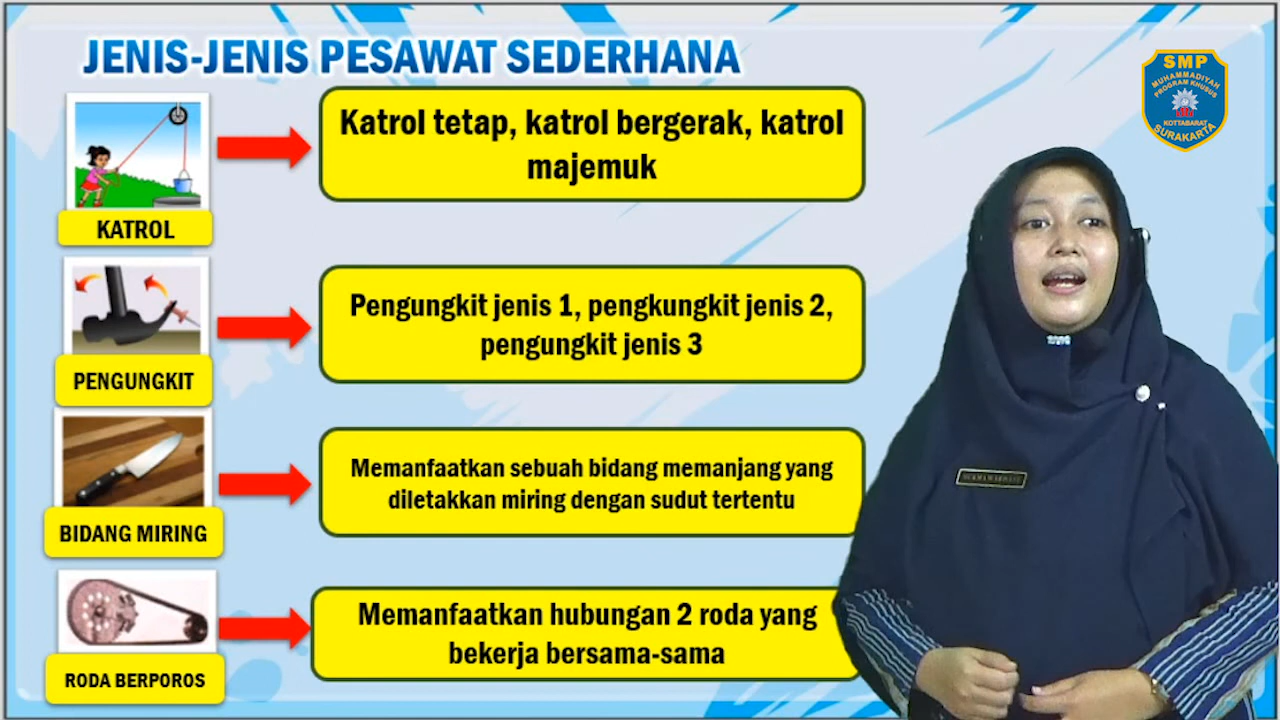 JENIS-JENIS PESAWAT SEDERHANA
SMP
MUHAMMADIYAH
PROGRAM KHUSUS
KOTTABARAT
SURAKARTA
KATROL
Katrol tetap, katrol bergerak, katrol
majemuk
PENGUNGKIT
Pengungkit jenis 1, pengkungkit jenis 2,
pengungkit jenis 3
BIDANG MIRING
Memanfaatkan sebuah bidang memanjang yang
diletakkan miring dengan sudut tertentu
RODA BERPOROS
Memanfaatkan hubungan 2 roda yang
bekerja bersama-sama